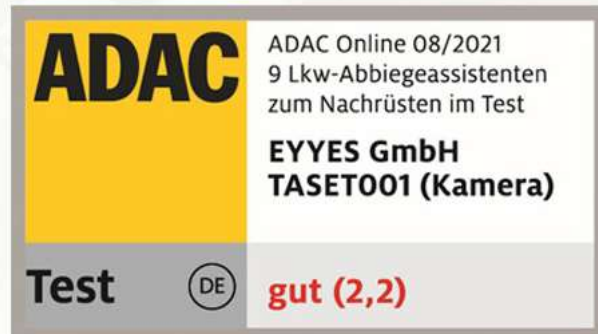 ADAC
ADAC Online 08/2021
9 Lkw-Abbiegeassistenten
zum Nachrüsten im Test
EYYES GmbH
TASET001 (Kamera)
Test DE
gut (2,2)